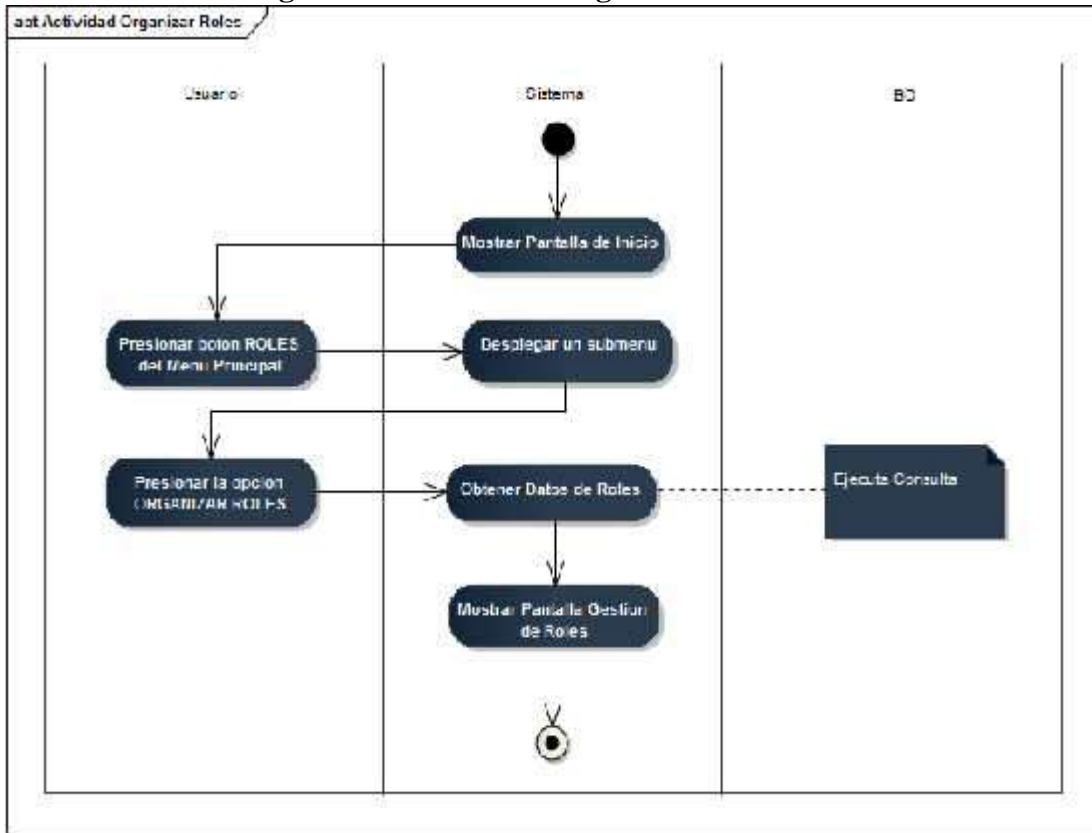 act Actividad Organizar Roles
Usuario
Sistema
BD
Mostrar Pantalla de Inicio
Presionar boton ROLES
del Menu Principal
Desplegar un submenu
Presionar la opcion
ORGANIZAR ROLES
Obtener Datos de Roles
Ejecuta Consulta
Mostrar Pantalla Gestion
de Roles